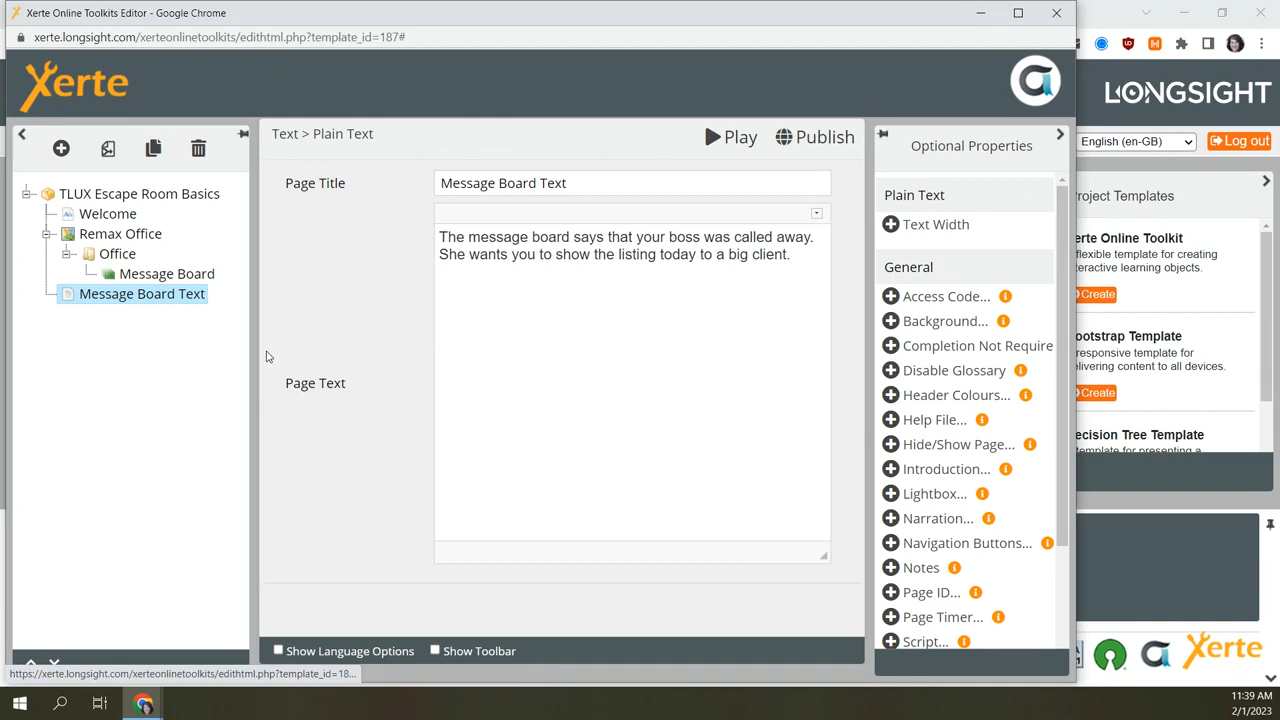 Xerte Online Toolkits Editor - Google Chrome
xerte.longsight.com/xerteonlinetoolkits/edithtml.php?template_id=187#
Xerte
LONGSIGHT
English (en-GB)
Log out
Text > Plain Text
Play
Publish
Optional Properties
TLUX Escape Room Basics
Welcome
Remax Office
Office
Message Board
Message Board Text
Page Title
Message Board Text
The message board says that your boss was called away.
She wants you to show the listing today to a big client.
Page Text
Plain Text
Text Width
General
Access Code...
Background...
Completion Not Require
Disable Glossary
Header Colours...
Help File...
Hide/Show Page...
Introduction...
Lightbox...
Narration...
Navigation Buttons...
Notes
Page ID...
Page Timer...
Script...
Project Templates
erte Online Toolkit
flexible template for creating
teractive learning objects.
Create
ootstrap Template
responsive template for
elivering content to all devices.
Create
ecision Tree Template
template for presenting a
Show Language Options
Show Toolbar
https://xerte.longsight.com/xerteonlinetoolkits/edithtml.php?template_id=18...
Xerte
11:39 AM
2/1/2023